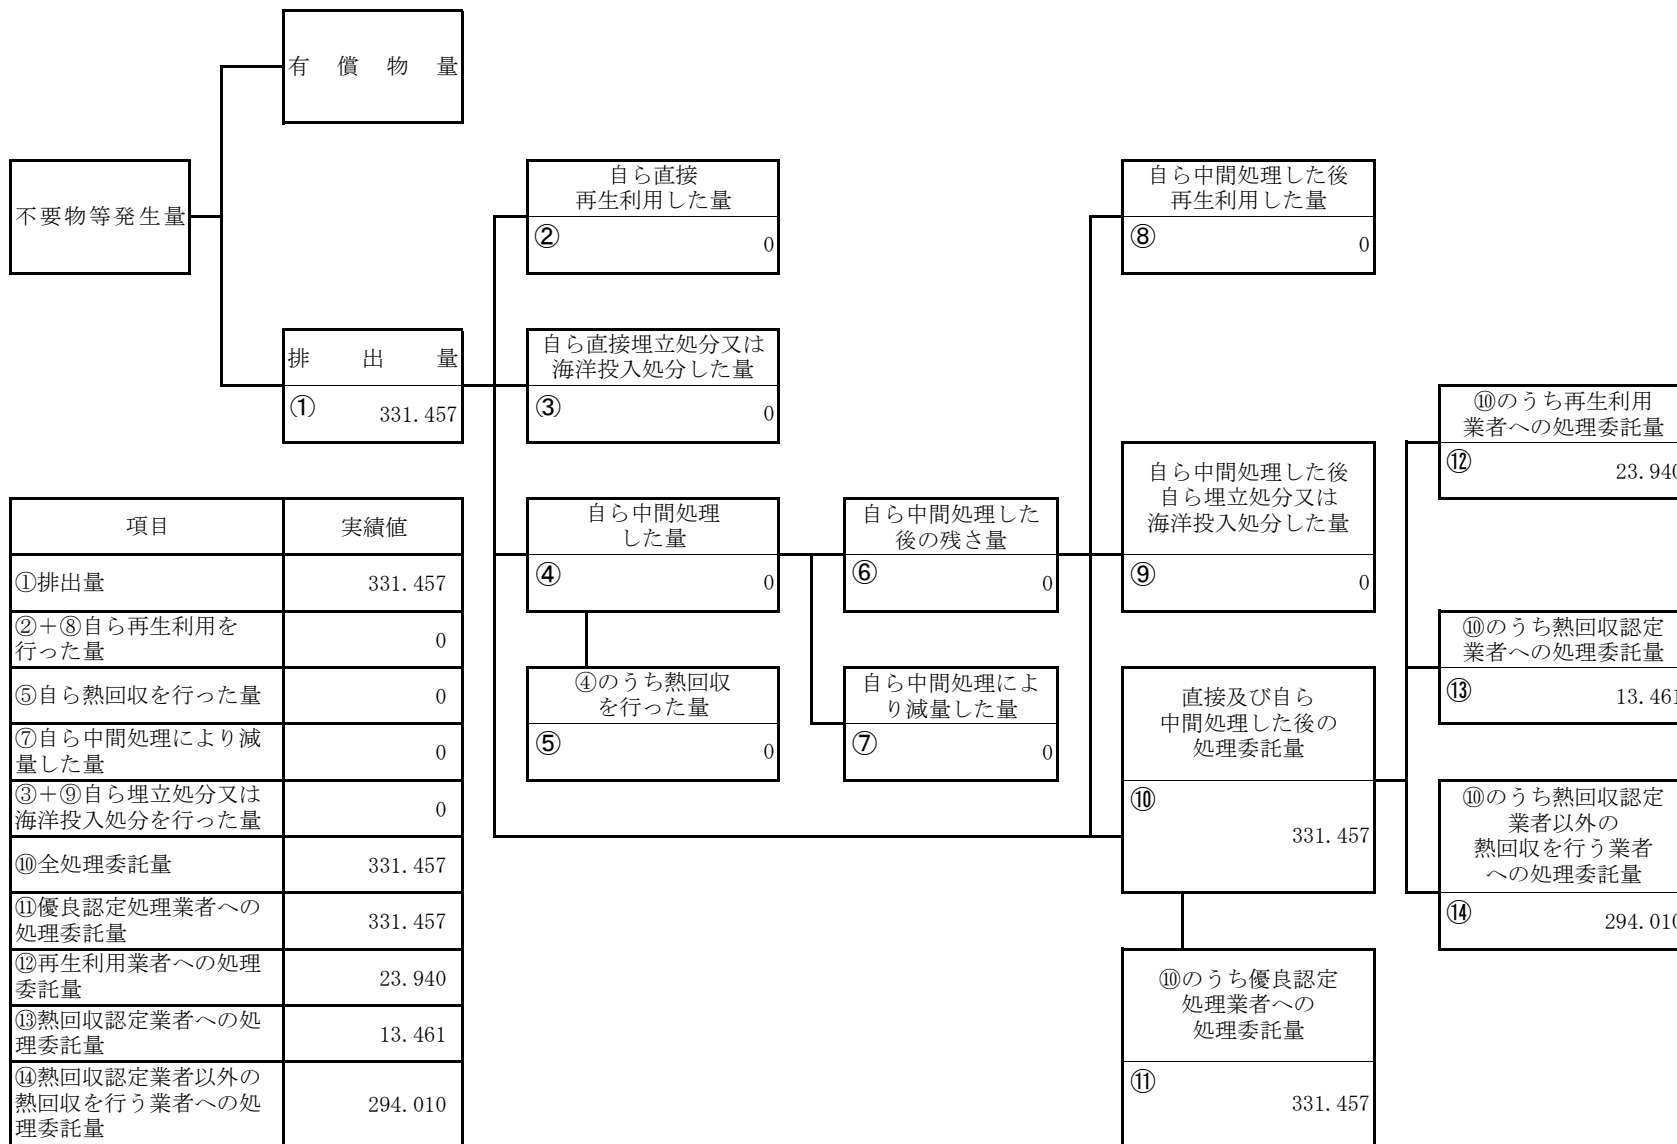 有償物量
不要物等発生量
排出量
① 331.457
自ら直接
再生利用した量
② 0
自ら直接埋立処分又は
海洋投入処分した量
③ 0
自ら中間処理
した量
④ 0
④のうち熱回収
を行った量
⑤ 0
自ら中間処理した
後の残さ量
⑥ 0
自ら中間処理によ
り減量した量
⑦ 0
自ら中間処理した後
再生利用した量
⑧ 0
自ら中間処理した後
自ら埋立処分又は
海洋投入処分した量
⑨ 0
直接及び自ら
中間処理した後の
処理委託量
⑩
331.457
⑩のうち優良認定
処理業者への
処理委託量
⑪
331.457
⑩のうち再生利用
業者への処理委託量
⑫ 23.940
⑩のうち熱回収認定
業者への処理委託量
⑬ 13.461
⑩のうち熱回収認定
業者以外の
熱回収を行う業者
への処理委託量
⑭ 294.010
項目 実績値
①排出量 331.457
②＋⑧自ら再生利用を
行った量 0
⑤自ら熱回収を行った量 0
⑦自ら中間処理により減
量した量 0
③＋⑨自ら埋立処分又は
海洋投入処分を行った量 0
⑩全処理委託量 331.457
⑪優良認定処理業者への
処理委託量 331.457
⑫再生利用業者への処理
委託量 23.940
⑬熱回収認定業者への処
理委託量 13.461
⑭熱回収認定業者以外の
熱回収を行う業者への処
理委託量 294.010